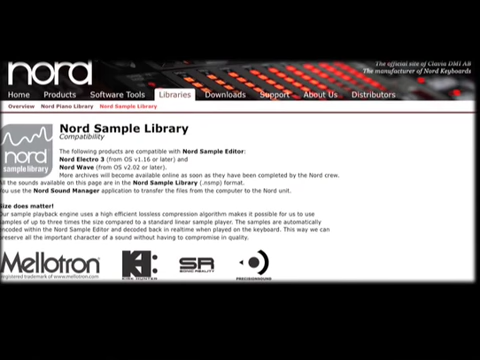 nord
The official site of Clavia DMI AB
The manufacturer of Nord Keyboards
Home Products Software Tools Libraries Downloads Support About Us Distributors
Overview Nord Piano Library Nord Sample Library
nord
sample library
Nord Sample Library
Compatibility
The following products are compatible with Nord Sample Editor:
Nord Electro 3 (from OS v1.16 or later) and
Nord Wave (from OS v2.02 or later).
More archives will become available online as soon as they have been completed by the Nord crew.
All the sounds available on this page are in the Nord Sample Library (.nsmp) format.
You use the Nord Sound Manager application to transfer the files from the computer to the Nord unit.
Size does matter!
Our sample playback engine uses a high efficient lossless compression algorithm makes it possible for us to use
samples of up to three times the size compared to a standard linear sample player. The samples are automatically
encoded within the Nord Sample Editor and decoded back in realtime when played on the keyboard. This way we can
preserve all the important character of a sound without having to compromise in quality.
Mellotron
registered trademark of www.mellotron.com
K:H:
KIRK HUNTER
SR
SONIC REALITY
PRECISIONSOUND